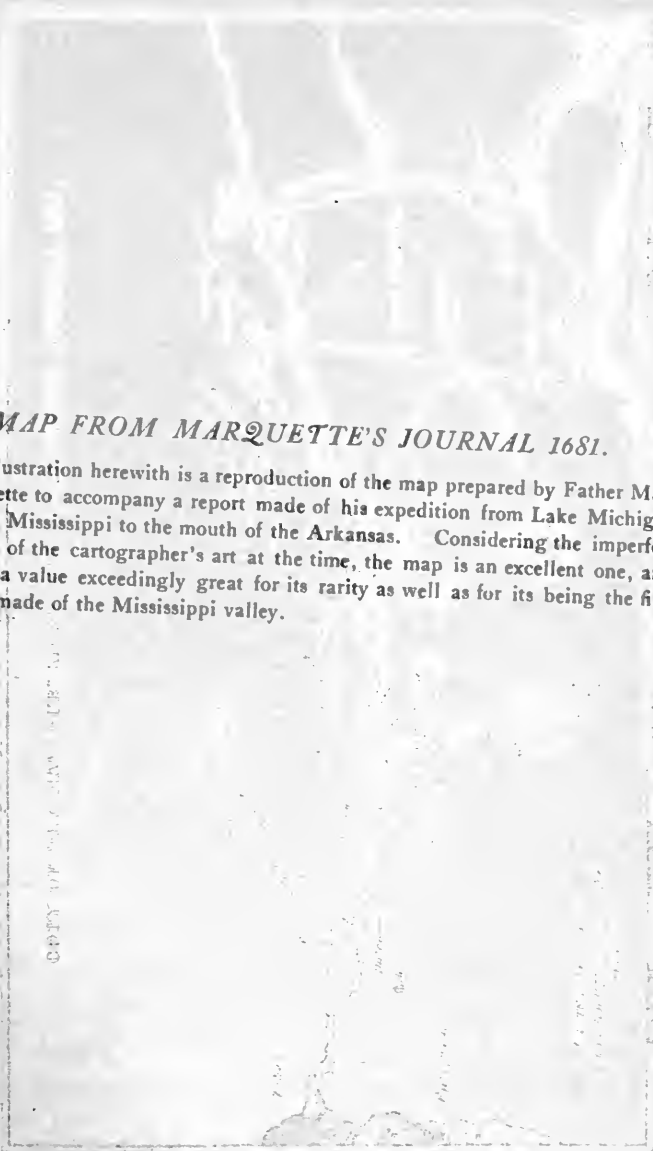 MAP FROM MARQUETTE'S JOURNAL 1681.
ustration herewith is a reproduction of the map prepared by Father M
ette to accompany a report made of his expedition from Lake Michig
Mississippi to the mouth of the Arkansas. Considering the imperf
of the cartographer's art at the time, the map is an excellent one, a
a value exceedingly great for its rarity as well as for its being the fi
made of the Mississippi valley.